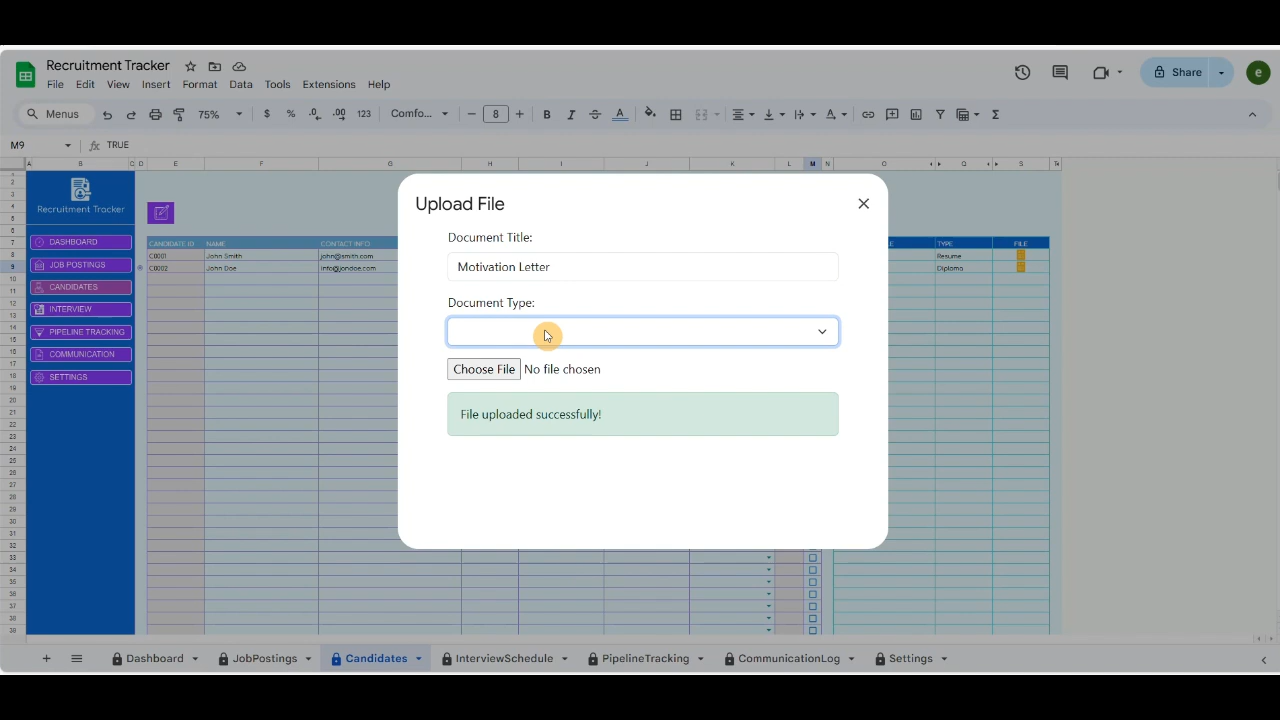 Recruitment Tracker
File Edit View Insert Format Data Tools Extensions Help
Share
e
Menus
75%
$ % .0 .00 123
Comfo...
8
B I A
M9
fx TRUE
A B C D E F G H I J K L M N O Q S
Recruitment Tracker
DASHBOARD
JOB POSTINGS
CANDIDATES
INTERVIEW
PIPELINE TRACKING
COMMUNICATION
SETTINGS
CANDIDATE ID NAME CONTACT INFO
C0001 John Smith john@smith.com
C0002 John Doe info@jondoe.com
TYPE FILE
Resume
Diploma
Upload File
Document Title:
Motivation Letter
Document Type:
Choose File No file chosen
File uploaded successfully!
Dashboard JobPostings Candidates InterviewSchedule PipelineTracking CommunicationLog Settings